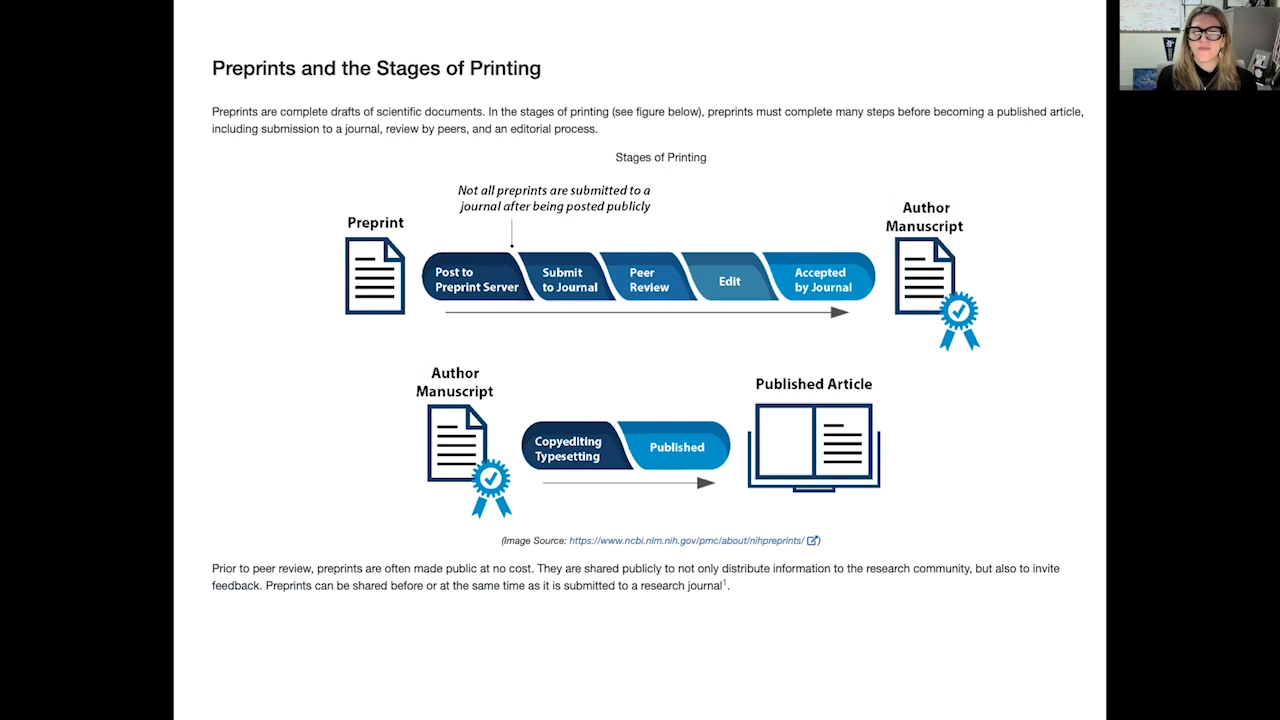 Preprints and the Stages of Printing
Preprints are complete drafts of scientific documents. In the stages of printing (see figure below), preprints must complete many steps before becoming a published article,
including submission to a journal, review by peers, and an editorial process.
Stages of Printing
Not all preprints are submitted to a
journal after being posted publicly
Preprint
Author
Manuscript
Post to
Preprint Server
Submit
to Journal
Peer
Review
Edit
Accepted
by Journal
Author
Manuscript
Published Article
Copyediting
Typesetting
Published
(Image Source: https://www.ncbi.nlm.nih.gov/pmc/about/nihpreprints/)
Prior to peer review, preprints are often made public at no cost. They are shared publicly to not only distribute information to the research community, but also to invite
feedback. Preprints can be shared before or at the same time as it is submitted to a research journal1.